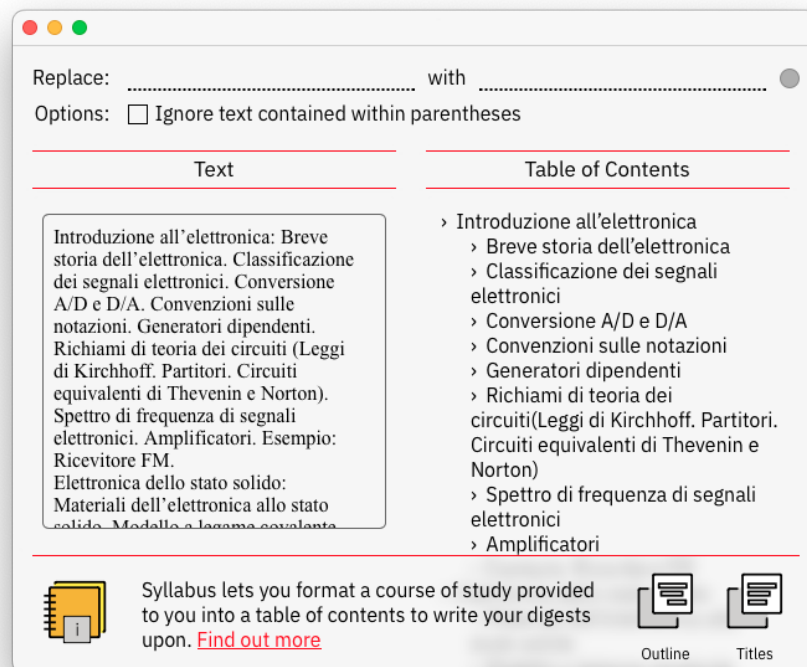 Replace: with
Options: Ignore text contained within parentheses
Text
Introduzione all'elettronica: Breve
storia dell'elettronica. Classificazione
dei segnali elettronici. Conversione
A/D e D/A. Convenzioni sulle
notazioni. Generatori dipendenti.
Richiami di teoria dei circuiti (Leggi
di Kirchhoff. Partitori. Circuiti
equivalenti di Thevenin e Norton).
Spettro di frequenza di segnali
elettronici. Amplificatori. Esempio:
Ricevitore FM.
Elettronica dello stato solido:
Materiali dell'elettronica allo stato
solido. Modello a legame covalente
Table of Contents
› Introduzione all'elettronica
› Breve storia dell'elettronica
› Classificazione dei segnali
elettronici
› Conversione A/D e D/A
› Convenzioni sulle notazioni
› Generatori dipendenti
› Richiami di teoria dei
circuiti(Leggi di Kirchhoff. Partitori.
Circuiti equivalenti di Thevenin e
Norton)
› Spettro di frequenza di segnali
elettronici
› Amplificatori
i
Syllabus lets you format a course of study provided
to you into a table of contents to write your digests
upon. Find out more
Outline
Titles